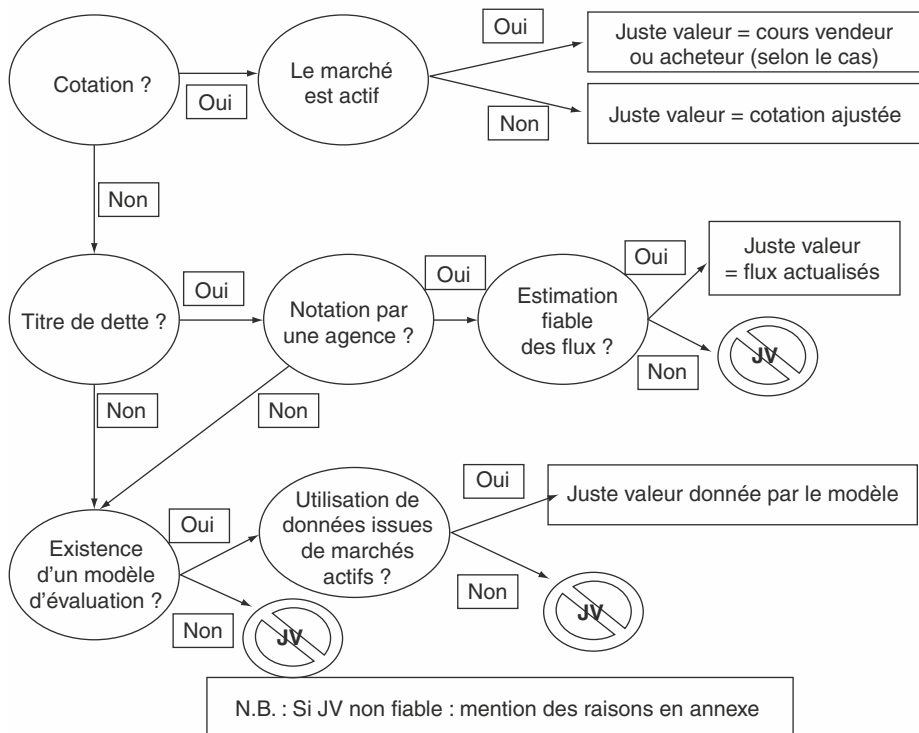 Cotation ?
Oui
Le marché
est actif
Oui
Juste valeur = cours vendeur
ou acheteur (selon le cas)
Non
Juste valeur = cotation ajustée
Non
Titre de dette ?
Oui
Notation par
une agence ?
Oui
Estimation
fiable
des flux ?
Oui
Juste valeur
= flux actualisés
Non
JV
Non
Non
Existence
d'un modèle
d'évaluation ?
Oui
Utilisation de
données issues
de marchés
actifs ?
Oui
Juste valeur donnée par le modèle
Non
JV
Non
JV
N.B. : Si JV non fiable : mention des raisons en annexe